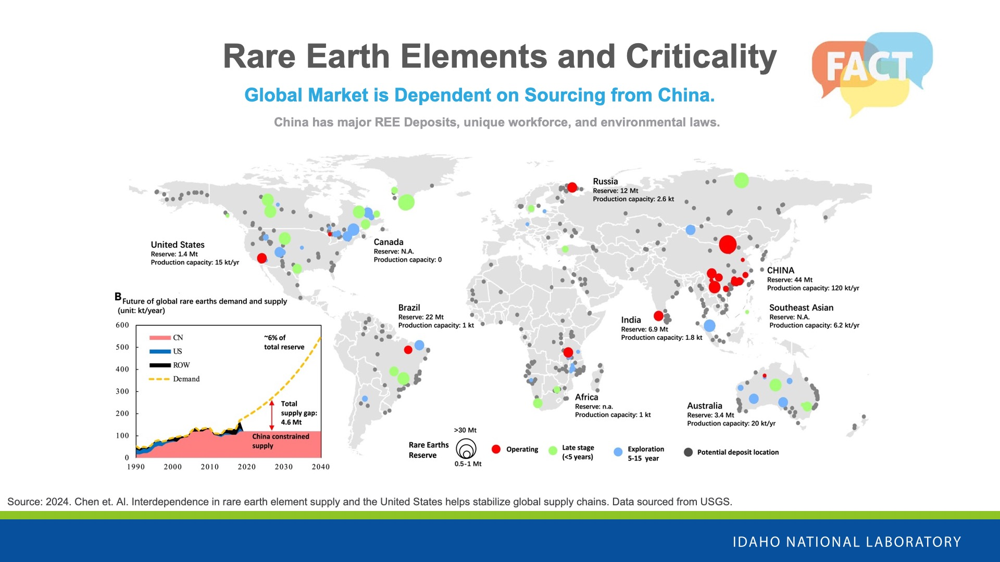 Rare Earth Elements and Criticality
FACT
Global Market is Dependent on Sourcing from China.
China has major REE Deposits, unique workforce, and environmental laws.
Russia
Reserve: 12 Mt
Production capacity: 2.6 kt
United States
Reserve: 1.4 Mt
Production capacity: 15 kt/yr
Canada
Reserve: N.A.
Production capacity: 0
CHINA
Reserve: 44 Mt
Production capacity: 120 kt/yr
Southeast Asian
Reserve: N.A.
Production capacity: 6.2 kt/yr
Brazil
Reserve: 22 Mt
Production capacity: 1 kt
India
Reserve: 6.9 Mt
Production capacity: 1.8 kt
Africa
Reserve: n.a.
Production capacity: 1 kt
Australia
Reserve: 3.4 Mt
Production capacity: 20 kt/yr
B Future of global rare earths demand and supply
(unit: kt/year)
600
500
400
300
200
100
0
1990 2000 2010 2020 2030 2040
CN
US
ROW
Demand
~6% of
total reserve
Total
supply gap:
4.6 Mt
China constrained
supply
Rare Earths
Reserve
>30 Mt
0.5-1 Mt
Operating
Late stage
(<5 years)
Exploration
5-15 year
Potential deposit location
Source: 2024. Chen et. Al. Interdependence in rare earth element supply and the United States helps stabilize global supply chains. Data sourced from USGS.
IDAHO NATIONAL LABORATORY